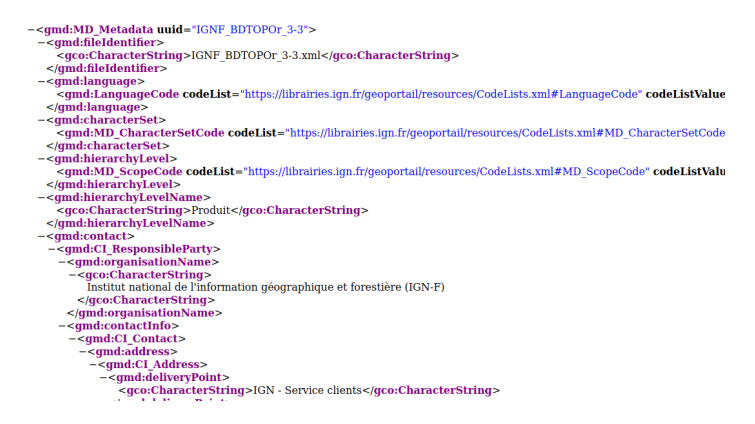 −<gmd:MD_Metadata uuid="IGNF_BDTOPOr_3-3">
−<gmd:fileIdentifier>
<gco:CharacterString>IGNF_BDTOPOr_3-3.xml</gco:CharacterString>
</gmd:fileIdentifier>
−<gmd:language>
<gmd:LanguageCode codeList="https://librairies.ign.fr/geoportail/resources/CodeLists.xml#LanguageCode" codeListValue
</gmd:language>
−<gmd:characterSet>
<gmd:MD_CharacterSetCode codeList="https://librairies.ign.fr/geoportail/resources/CodeLists.xml#MD_CharacterSetCode
</gmd:characterSet>
−<gmd:hierarchyLevel>
<gmd:MD_ScopeCode codeList="https://librairies.ign.fr/geoportail/resources/CodeLists.xml#MD_ScopeCode" codeListValu
</gmd:hierarchyLevel>
−<gmd:hierarchyLevelName>
<gco:CharacterString>Produit</gco:CharacterString>
</gmd:hierarchyLevelName>
−<gmd:contact>
−<gmd:CI_ResponsibleParty>
−<gmd:organisationName>
−<gco:CharacterString>
Institut national de l'information géographique et forestière (IGN-F)
</gco:CharacterString>
</gmd:organisationName>
−<gmd:contactInfo>
−<gmd:CI_Contact>
−<gmd:address>
−<gmd:CI_Address>
−<gmd:deliveryPoint>
<gco:CharacterString>IGN - Service clients</gco:CharacterString>